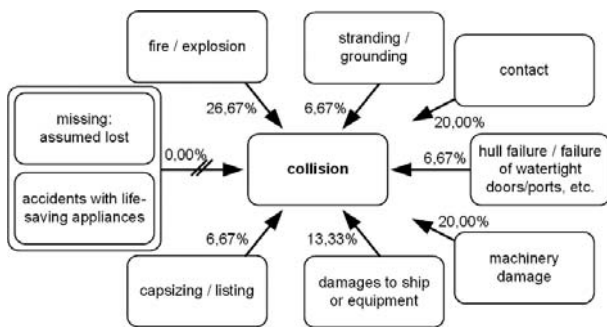 fire / explosion
stranding /
grounding
contact
missing:
assumed lost
26,67%
6,67%
20,00%
0,00%
collision
6,67%
hull failure / failure
of watertight
doors/ports, etc.
accidents with life-
saving appliances
6,67%
13,33%
20,00%
capsizing / listing
damages to ship
or equipment
machinery
damage